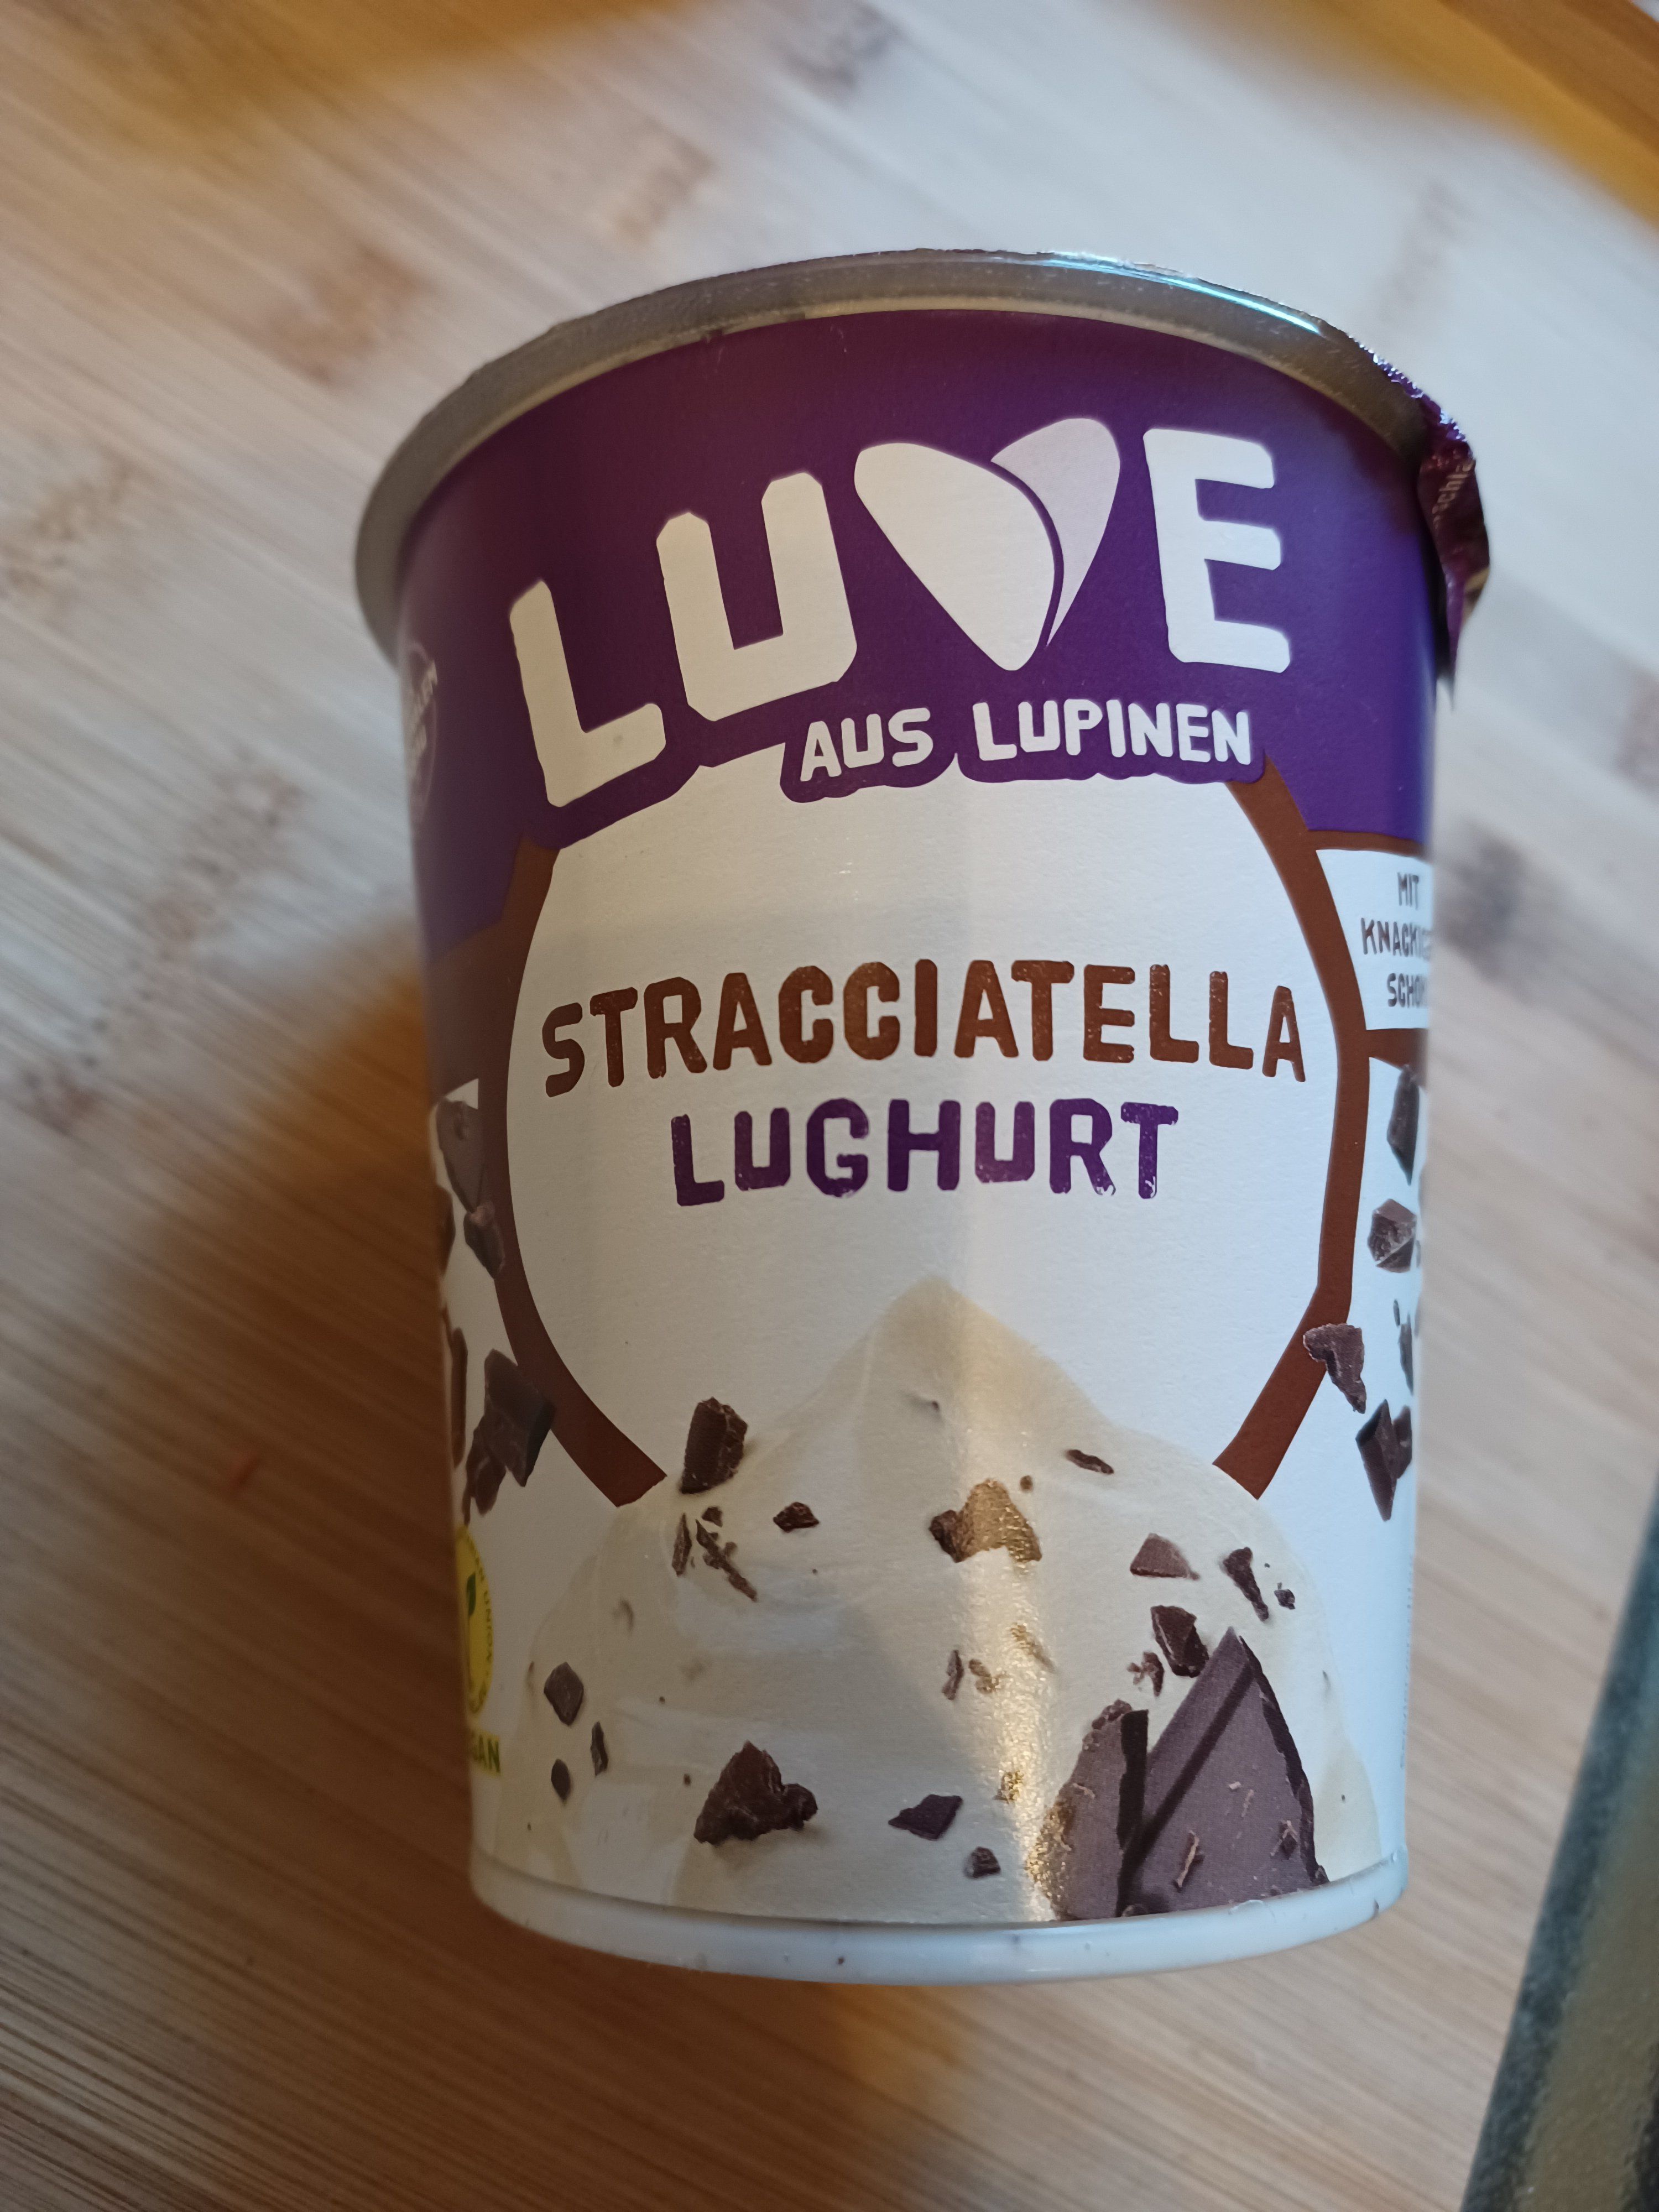 LUVE
AUS LUPINEN
MIT
STRACCIATELLA
LUGHURT